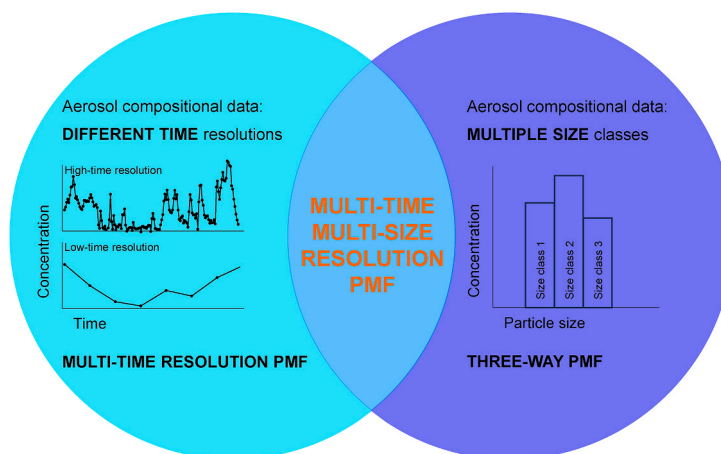 Aerosol compositional data:
DIFFERENT TIME resolutions
High-time resolution
Concentration
Low-time resolution
Time
MULTI-TIME RESOLUTION PMF
MULTI-TIME
MULTI-SIZE
RESOLUTION
PMF
Aerosol compositional data:
MULTIPLE SIZE classes
Concentration
Size class 1
Size class 2
Size class 3
Particle size
THREE-WAY PMF